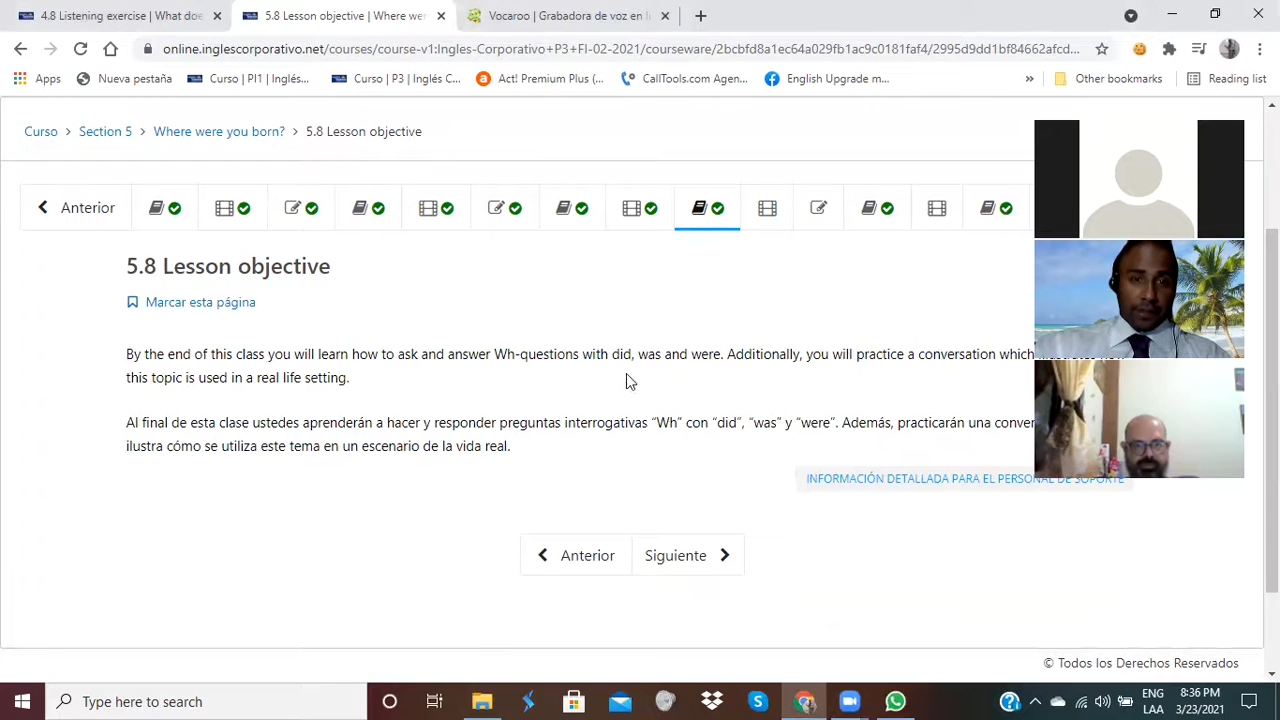 4.8 Listening exercise | What doe
5.8 Lesson objective | Where wer
Vocaroo | Grabadora de voz en l
online.inglescorporativo.net/courses/course-v1:Ingles-Corporativo+P3+FI-02-2021/courseware/2bcbfd8a1ec64a029fb1ac9c0181faf4/2995d9dd1bf84662afcd...
Apps
Nueva pestaña
Curso | PI1 | Inglés...
Curso | P3 | Inglés C...
Act! Premium Plus (...
CallTools.com Agen...
English Upgrade m...
»
Other bookmarks
Reading list
Curso > Section 5 > Where were you born? > 5.8 Lesson objective
Anterior
5.8 Lesson objective
Marcar esta página
By the end of this class you will learn how to ask and answer Wh-questions with did, was and were. Additionally, you will practice a conversation which
this topic is used in a real life setting.
Al final de esta clase ustedes aprenderán a hacer y responder preguntas interrogativas “Wh” con “did”, “was” y “were”. Además, practicarán una conver
ilustra cómo se utiliza este tema en un escenario de la vida real.
INFORMACIÓN DETALLADA PARA EL PERSONAL DE SOPORTE
Anterior
Siguiente
© Todos los Derechos Reservados
Type here to search
ENG
LAA
8:36 PM
3/23/2021